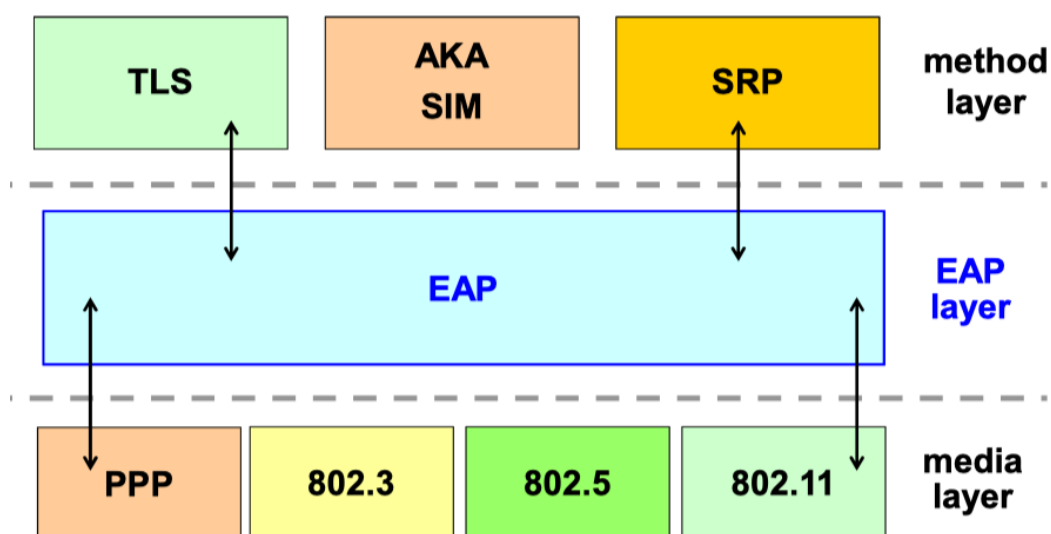 TLS
AKA
SIM
SRP
method
layer
EAP
EAP
layer
PPP
802.3
802.5
802.11
media
layer